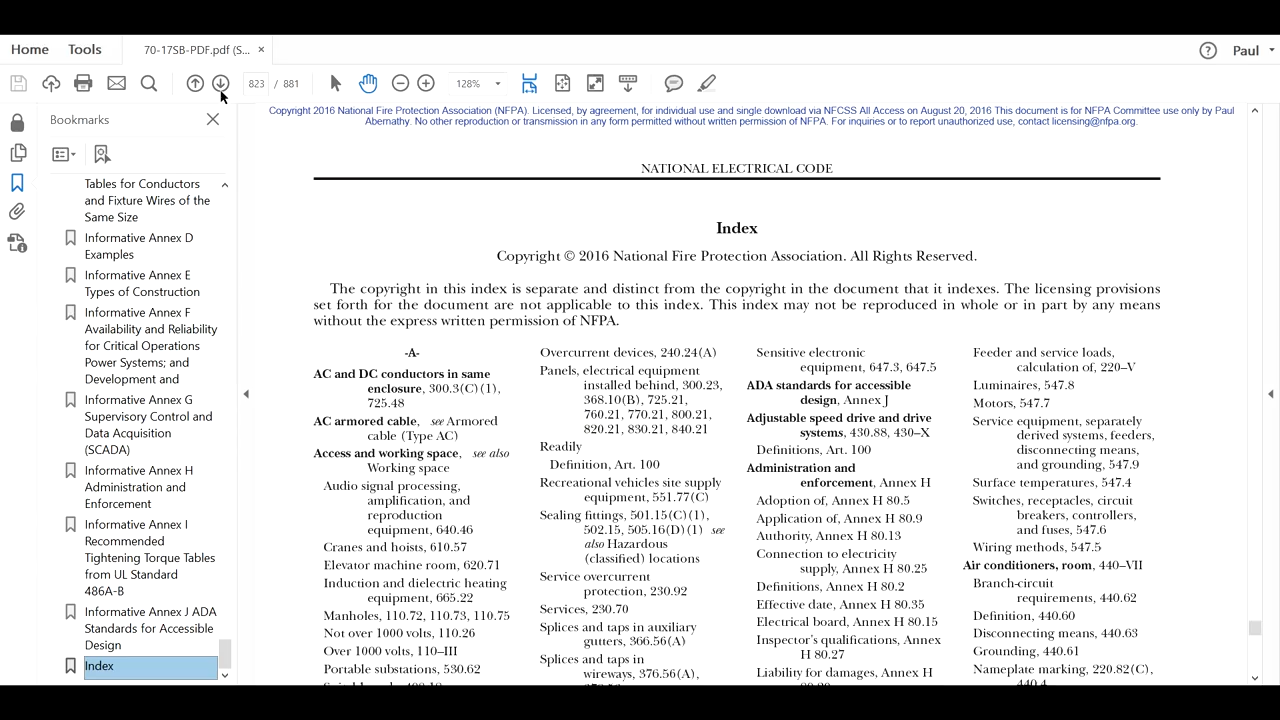 Home
Tools
70-17SB-PDF.pdf (S...
×
Paul
823 / 881
128%
Bookmarks
Tables for Conductors
and Fixture Wires of the
Same Size
Informative Annex D
Examples
Informative Annex E
Types of Construction
Informative Annex F
Availability and Reliability
for Critical Operations
Power Systems; and
Development and
Informative Annex G
Supervisory Control and
Data Acquisition
(SCADA)
Informative Annex H
Administration and
Enforcement
Informative Annex I
Recommended
Tightening Torque Tables
from UL Standard
486A-B
Informative Annex J ADA
Standards for Accessible
Design
Index
Copyright 2016 National Fire Protection Association (NFPA). Licensed, by agreement, for individual use and single download via NFCSS All Access on August 20, 2016 This document is for NFPA Committee use only by Paul
Abernathy. No other reproduction or transmission in any form permitted without written permission of NFPA. For inquiries or to report unauthorized use, contact licensing@nfpa.org.
NATIONAL ELECTRICAL CODE
Index
Copyright © 2016 National Fire Protection Association. All Rights Reserved.
The copyright in this index is separate and distinct from the copyright in the document that it indexes. The licensing provisions
set forth for the document are not applicable to this index. This index may not be reproduced in whole or in part by any means
without the express written permission of NFPA.
-A-
AC and DC conductors in same
enclosure, 300.3(C)(1),
725.48
AC armored cable, see Armored
cable (Type AC)
Access and working space, see also
Working space
Audio signal processing,
amplification, and
reproduction
equipment, 640.46
Cranes and hoists, 610.57
Elevator machine room, 620.71
Induction and dielectric heating
equipment, 665.22
Manholes, 110.72, 110.73, 110.75
Not over 1000 volts, 110.26
Over 1000 volts, 110–III
Portable substations, 530.62
Overcurrent devices, 240.24(A)
Panels, electrical equipment
installed behind, 300.23,
368.10(B), 725.21,
760.21, 770.21, 800.21,
820.21, 830.21, 840.21
Readily
Definition, Art. 100
Recreational vehicles site supply
equipment, 551.77(C)
Sealing fittings, 501.15(C)(1),
502.15, 505.16(D)(1) see
also Hazardous
(classified) locations
Service overcurrent
protection, 230.92
Services, 230.70
Splices and taps in auxiliary
gutters, 366.56(A)
Splices and taps in
wireways, 376.56(A),
Sensitive electronic
equipment, 647.3, 647.5
ADA standards for accessible
design, Annex J
Adjustable speed drive and drive
systems, 430.88, 430–X
Definitions, Art. 100
Administration and
enforcement, Annex H
Adoption of, Annex H 80.5
Application of, Annex H 80.9
Authority, Annex H 80.13
Connection to electricity
supply, Annex H 80.25
Definitions, Annex H 80.2
Effective date, Annex H 80.35
Electrical board, Annex H 80.15
Inspector's qualifications, Annex
H 80.27
Liability for damages, Annex H
Feeder and service loads,
calculation of, 220–V
Luminaires, 547.8
Motors, 547.7
Service equipment, separately
derived systems, feeders,
disconnecting means,
and grounding, 547.9
Surface temperatures, 547.4
Switches, receptacles, circuit
breakers, controllers,
and fuses, 547.6
Wiring methods, 547.5
Air conditioners, room, 440–VII
Branch-circuit
requirements, 440.62
Definition, 440.60
Disconnecting means, 440.63
Grounding, 440.61
Nameplate marking, 220.82(C),
440.4